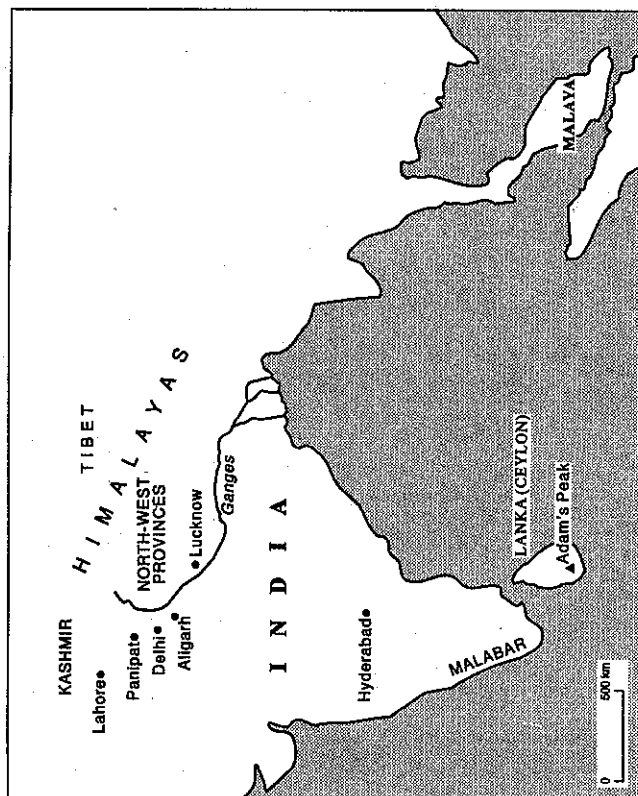 KASHMIR
Lahore
TIBET
HIMALAYAS
Panipat
NORTH-WEST
PROVINCES
Delhi
Aligarh
Lucknow
Ganges
INDIA
Hyderabad
MALABAR
LANKA (CEYLON)
Adam's Peak
MALAYA
0 500 km